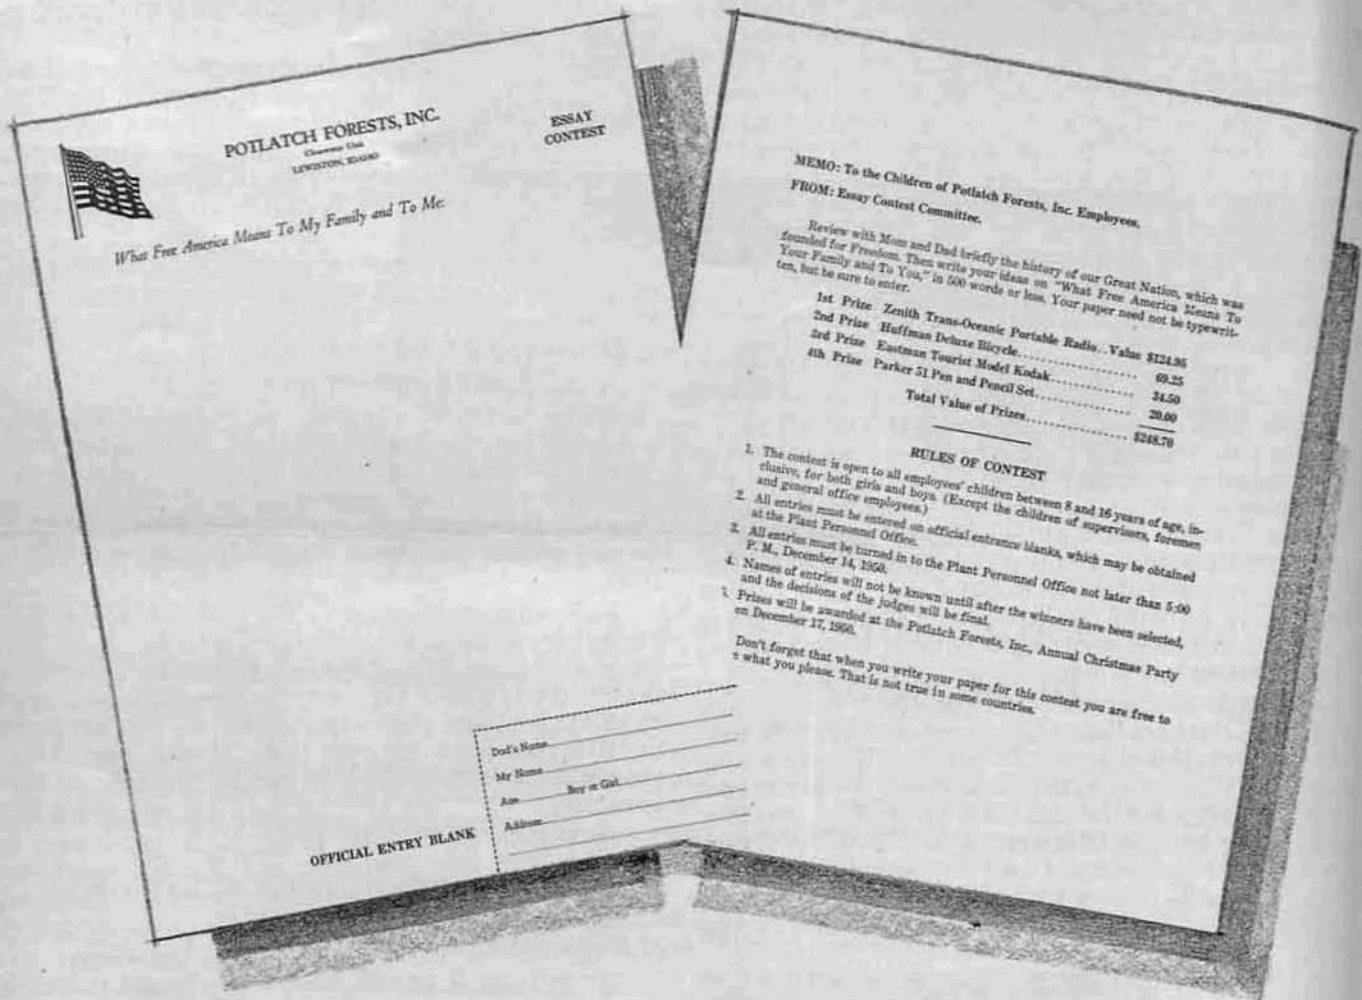 POTLATCH FORESTS, INC.
Clearwater Unit
LEWISTON, IDAHO
ESSAY
CONTEST
What Free America Means To My Family and To Me:
Dad's Name
My Name
Age Boy or Girl
Address
OFFICIAL ENTRY BLANK
MEMO: To the Children of Potlatch Forests, Inc. Employees.
FROM: Essay Contest Committee.
Review with Mom and Dad briefly the history of our Great Nation, which was
founded for Freedom. Then write your ideas on "What Free America Means To
Your Family and To You," in 500 words or less. Your paper need not be typewrit-
ten, but be sure to enter.
1st Prize Zenith Trans-Oceanic Portable Radio..Value $124.95
2nd Prize Huffman Deluxe Bicycle.................... 69.25
3rd Prize Eastman Tourist Model Kodak............... 34.50
4th Prize Parker 51 Pen and Pencil Set.............. 20.00
Total Value of Prizes.................... $248.70
RULES OF CONTEST
1. The contest is open to all employees' children between 8 and 16 years of age, in-
clusive, for both girls and boys. (Except the children of supervisors, foremen
and general office employees.)
2. All entries must be entered on official entrance blanks, which may be obtained
at the Plant Personnel Office.
3. All entries must be turned in to the Plant Personnel Office not later than 5:00
P. M., December 14, 1950.
4. Names of entries will not be known until after the winners have been selected,
and the decisions of the judges will be final.
5. Prizes will be awarded at the Potlatch Forests, Inc., Annual Christmas Party
on December 17, 1950.
Don't forget that when you write your paper for this contest you are free to
what you please. That is not true in some countries.